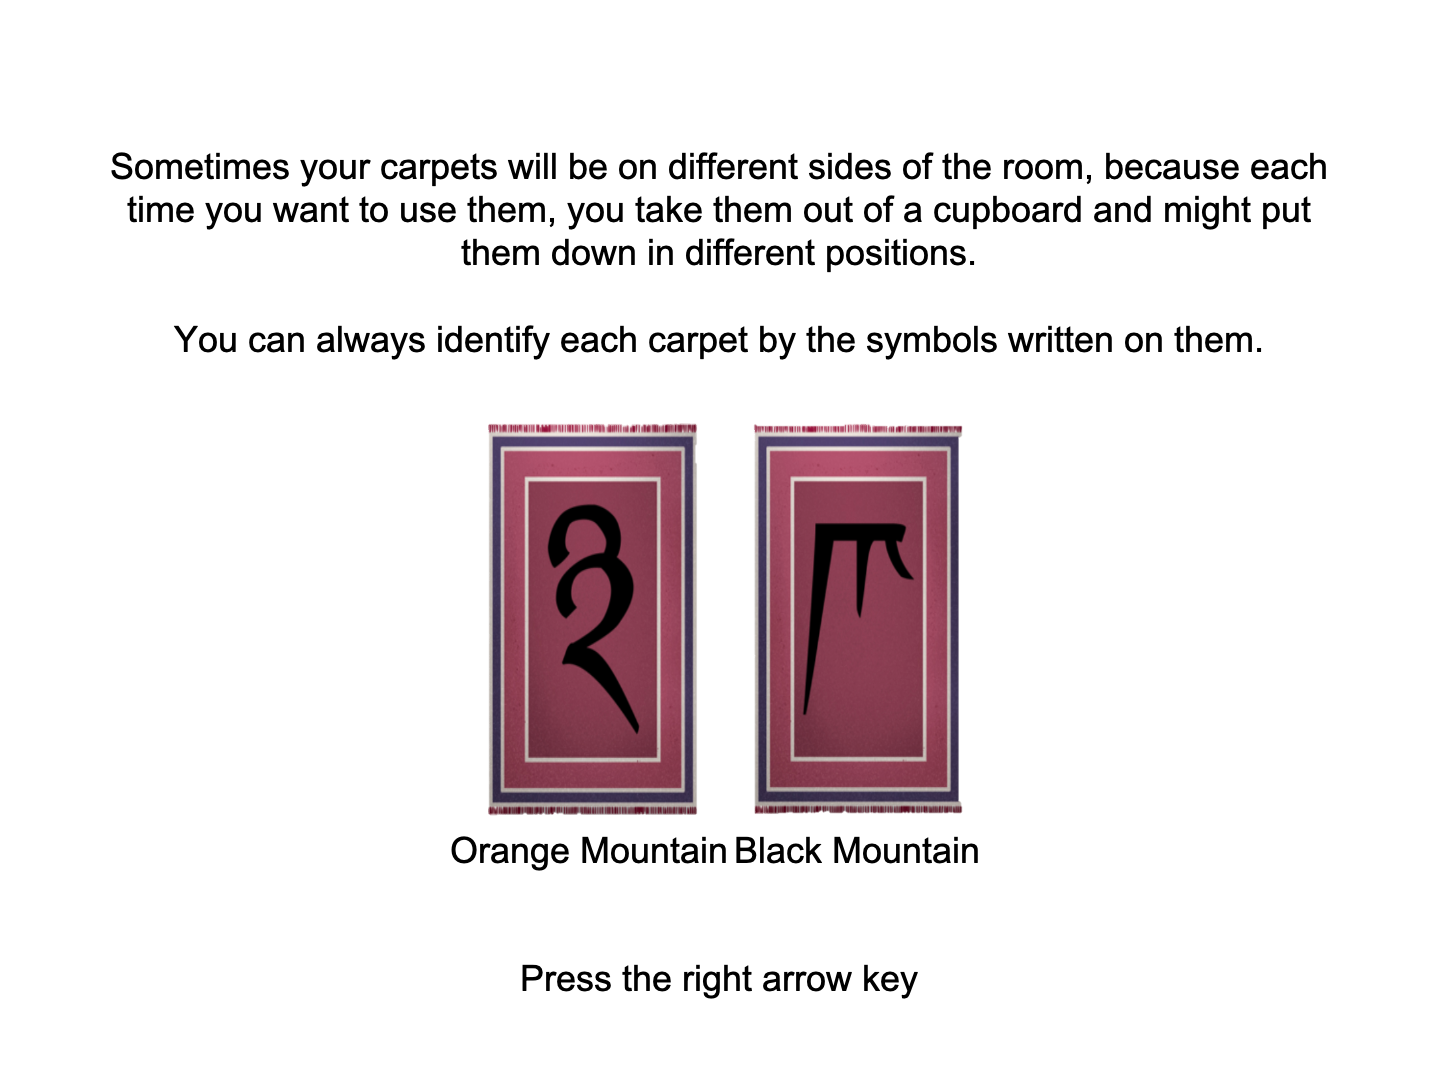 Sometimes your carpets will be on different sides of the room, because each
time you want to use them, you take them out of a cupboard and might put
them down in different positions.
You can always identify each carpet by the symbols written on them.
Orange Mountain Black Mountain
Press the right arrow key